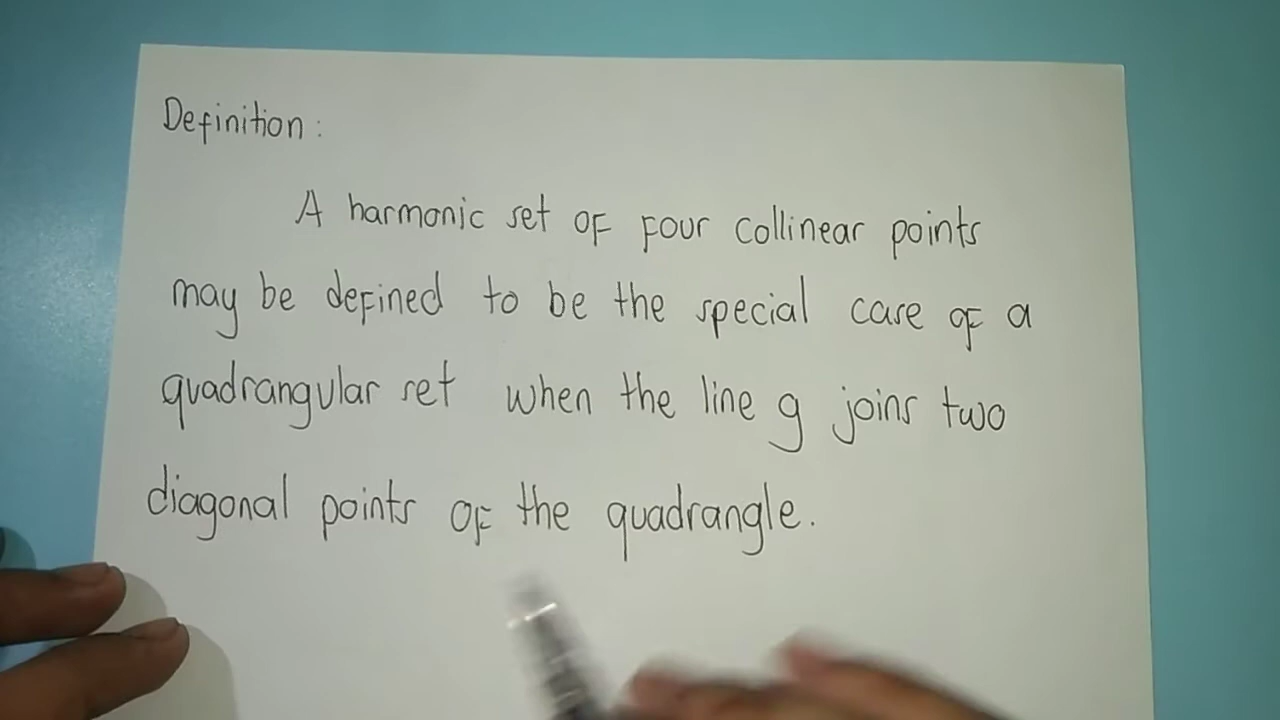 Definition:
A harmonic set of four collinear points
may be defined to be the special case of a
quadrangular set when the line g joins two
diagonal points of the quadrangle.